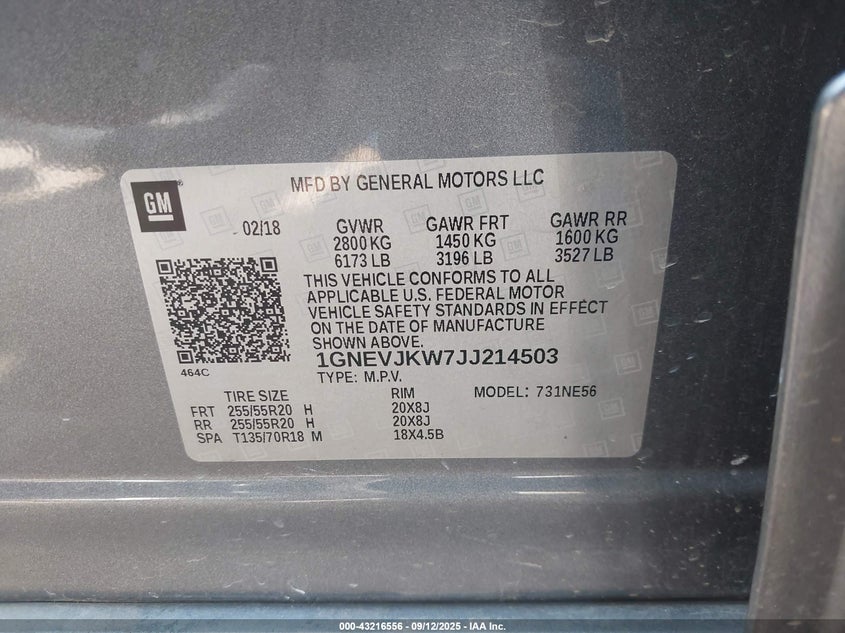 GM
MFD BY GENERAL MOTORS LLC
02/18
GVWR GAWR FRT GAWR RR
2800 KG 1450 KG 1600 KG
6173 LB 3196 LB 3527 LB
THIS VEHICLE CONFORMS TO ALL
APPLICABLE U.S. FEDERAL MOTOR
VEHICLE SAFETY STANDARDS IN EFFECT
ON THE DATE OF MANUFACTURE
SHOWN ABOVE.
1GNEVJKW7JJ214503
464C
TYPE: M.P.V.
TIRE SIZE RIM MODEL: 731NE56
FRT 255/55R20 H 20X8J
RR 255/55R20 H 20X8J
SPA T135/70R18 M 18X4.5B
000-43216556 - 09/12/2025 - IAA Inc.